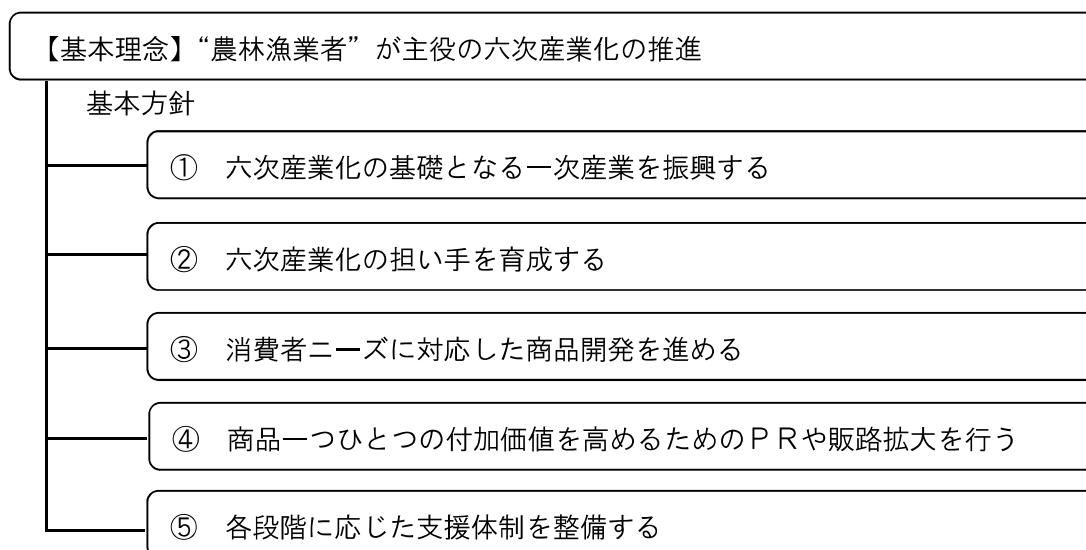 【基本理念】“農林漁業者”が主役の六次産業化の推進
基本方針
①　六次産業化の基礎となる一次産業を振興する
②　六次産業化の担い手を育成する
③　消費者ニーズに対応した商品開発を進める
④　商品一つひとつの付加価値を高めるためのＰＲや販路拡大を行う
⑤　各段階に応じた支援体制を整備する